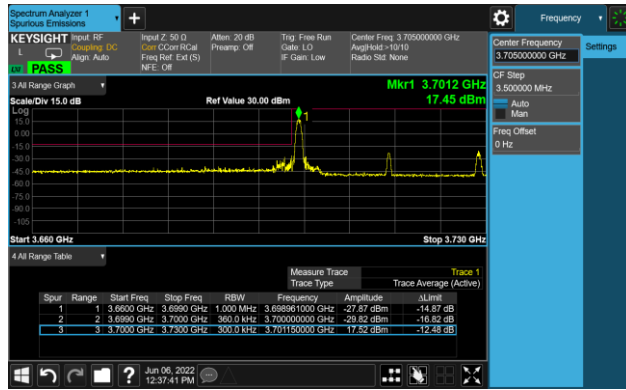 Spectrum Analyzer 1
Spurious Emissions
Frequency
KEYSIGHT Input: RF
Coupling: DC
Align: Auto
Input Z: 50 Ω
Corr CCorr RCal
Freq Ref: Ext (S)
NFE: Off
Atten: 20 dB
Preamp: Off
Trig: Free Run
Gate: LO
IF Gain: Low
Center Freq: 3.705000000 GHz
Avg|Hold:>10/10
Radio Std: None
L
PASS
Center Frequency
3.705000000 GHz
Settings
CF Step
3.500000 MHz
Auto
Man
Freq Offset
0 Hz
3 All Range Graph
Mkr1 3.7012 GHz
Scale/Div 15.0 dB
Ref Value 30.00 dBm
17.45 dBm
Log
1
15.0
0.00
-15.0
-30.0
-45.0
-60.0
-75.0
-90.0
-105
Start 3.660 GHz
Stop 3.730 GHz
4 All Range Table
Measure Trace Trace 1
Trace Type Trace Average (Active)
Spur Range Start Freq Stop Freq RBW Frequency Amplitude ΔLimit
1 1 3.6600 GHz 3.6990 GHz 1.000 MHz 3.698961000 GHz -27.87 dBm -14.87 dB
2 2 3.6990 GHz 3.7000 GHz 360.0 kHz 3.700000000 GHz -29.82 dBm -16.82 dB
3 3 3.7000 GHz 3.7300 GHz 300.0 kHz 3.701150000 GHz 17.52 dBm -12.48 dB
Jun 06, 2022
12:37:41 PM